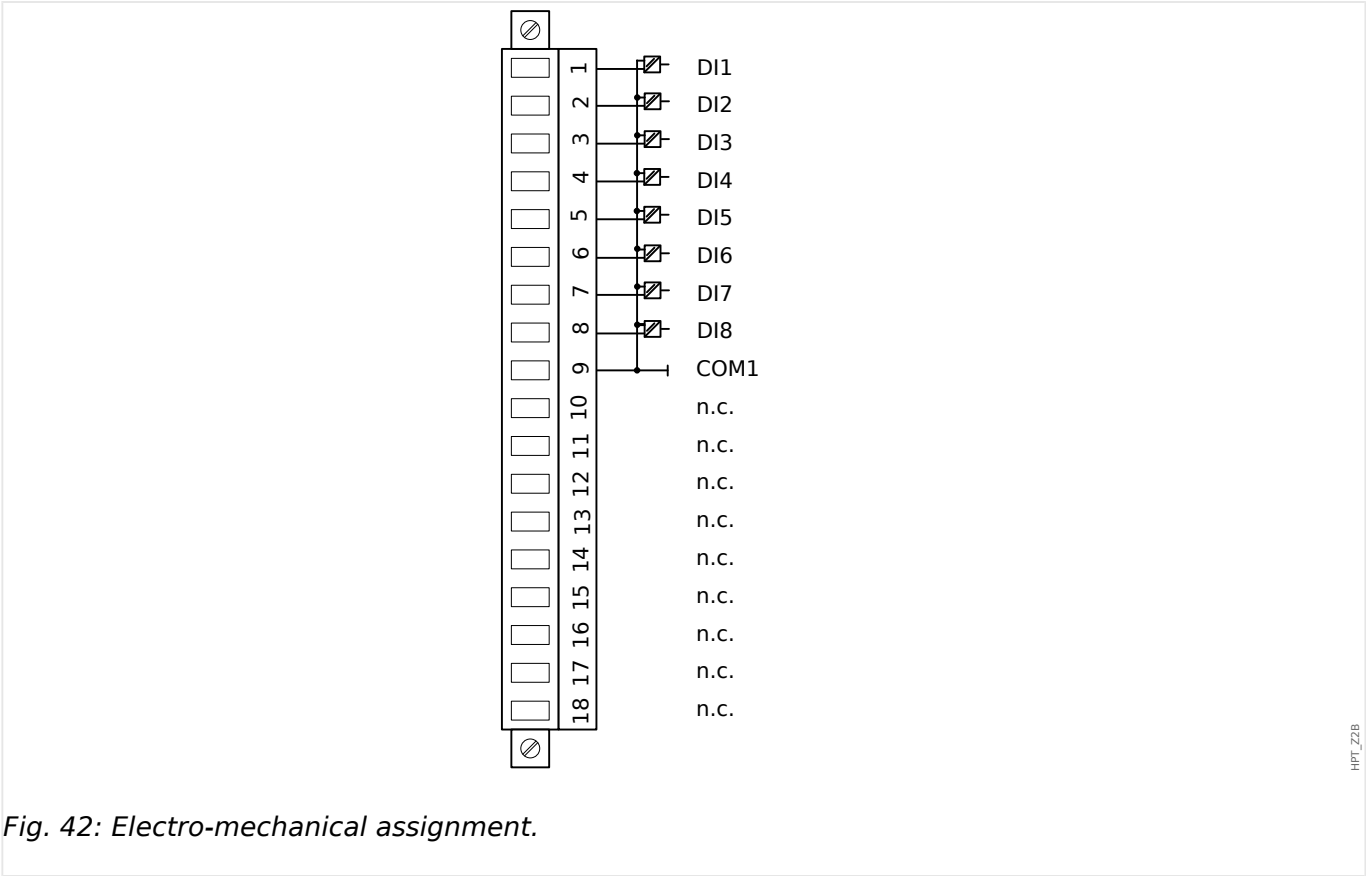 1 DI1
2 DI2
3 DI3
4 DI4
5 DI5
6 DI6
7 DI7
8 DI8
9 COM1
10 n.c.
11 n.c.
12 n.c.
13 n.c.
14 n.c.
15 n.c.
16 n.c.
17 n.c.
18 n.c.
HPT_Z2B
Fig. 42: Electro-mechanical assignment.